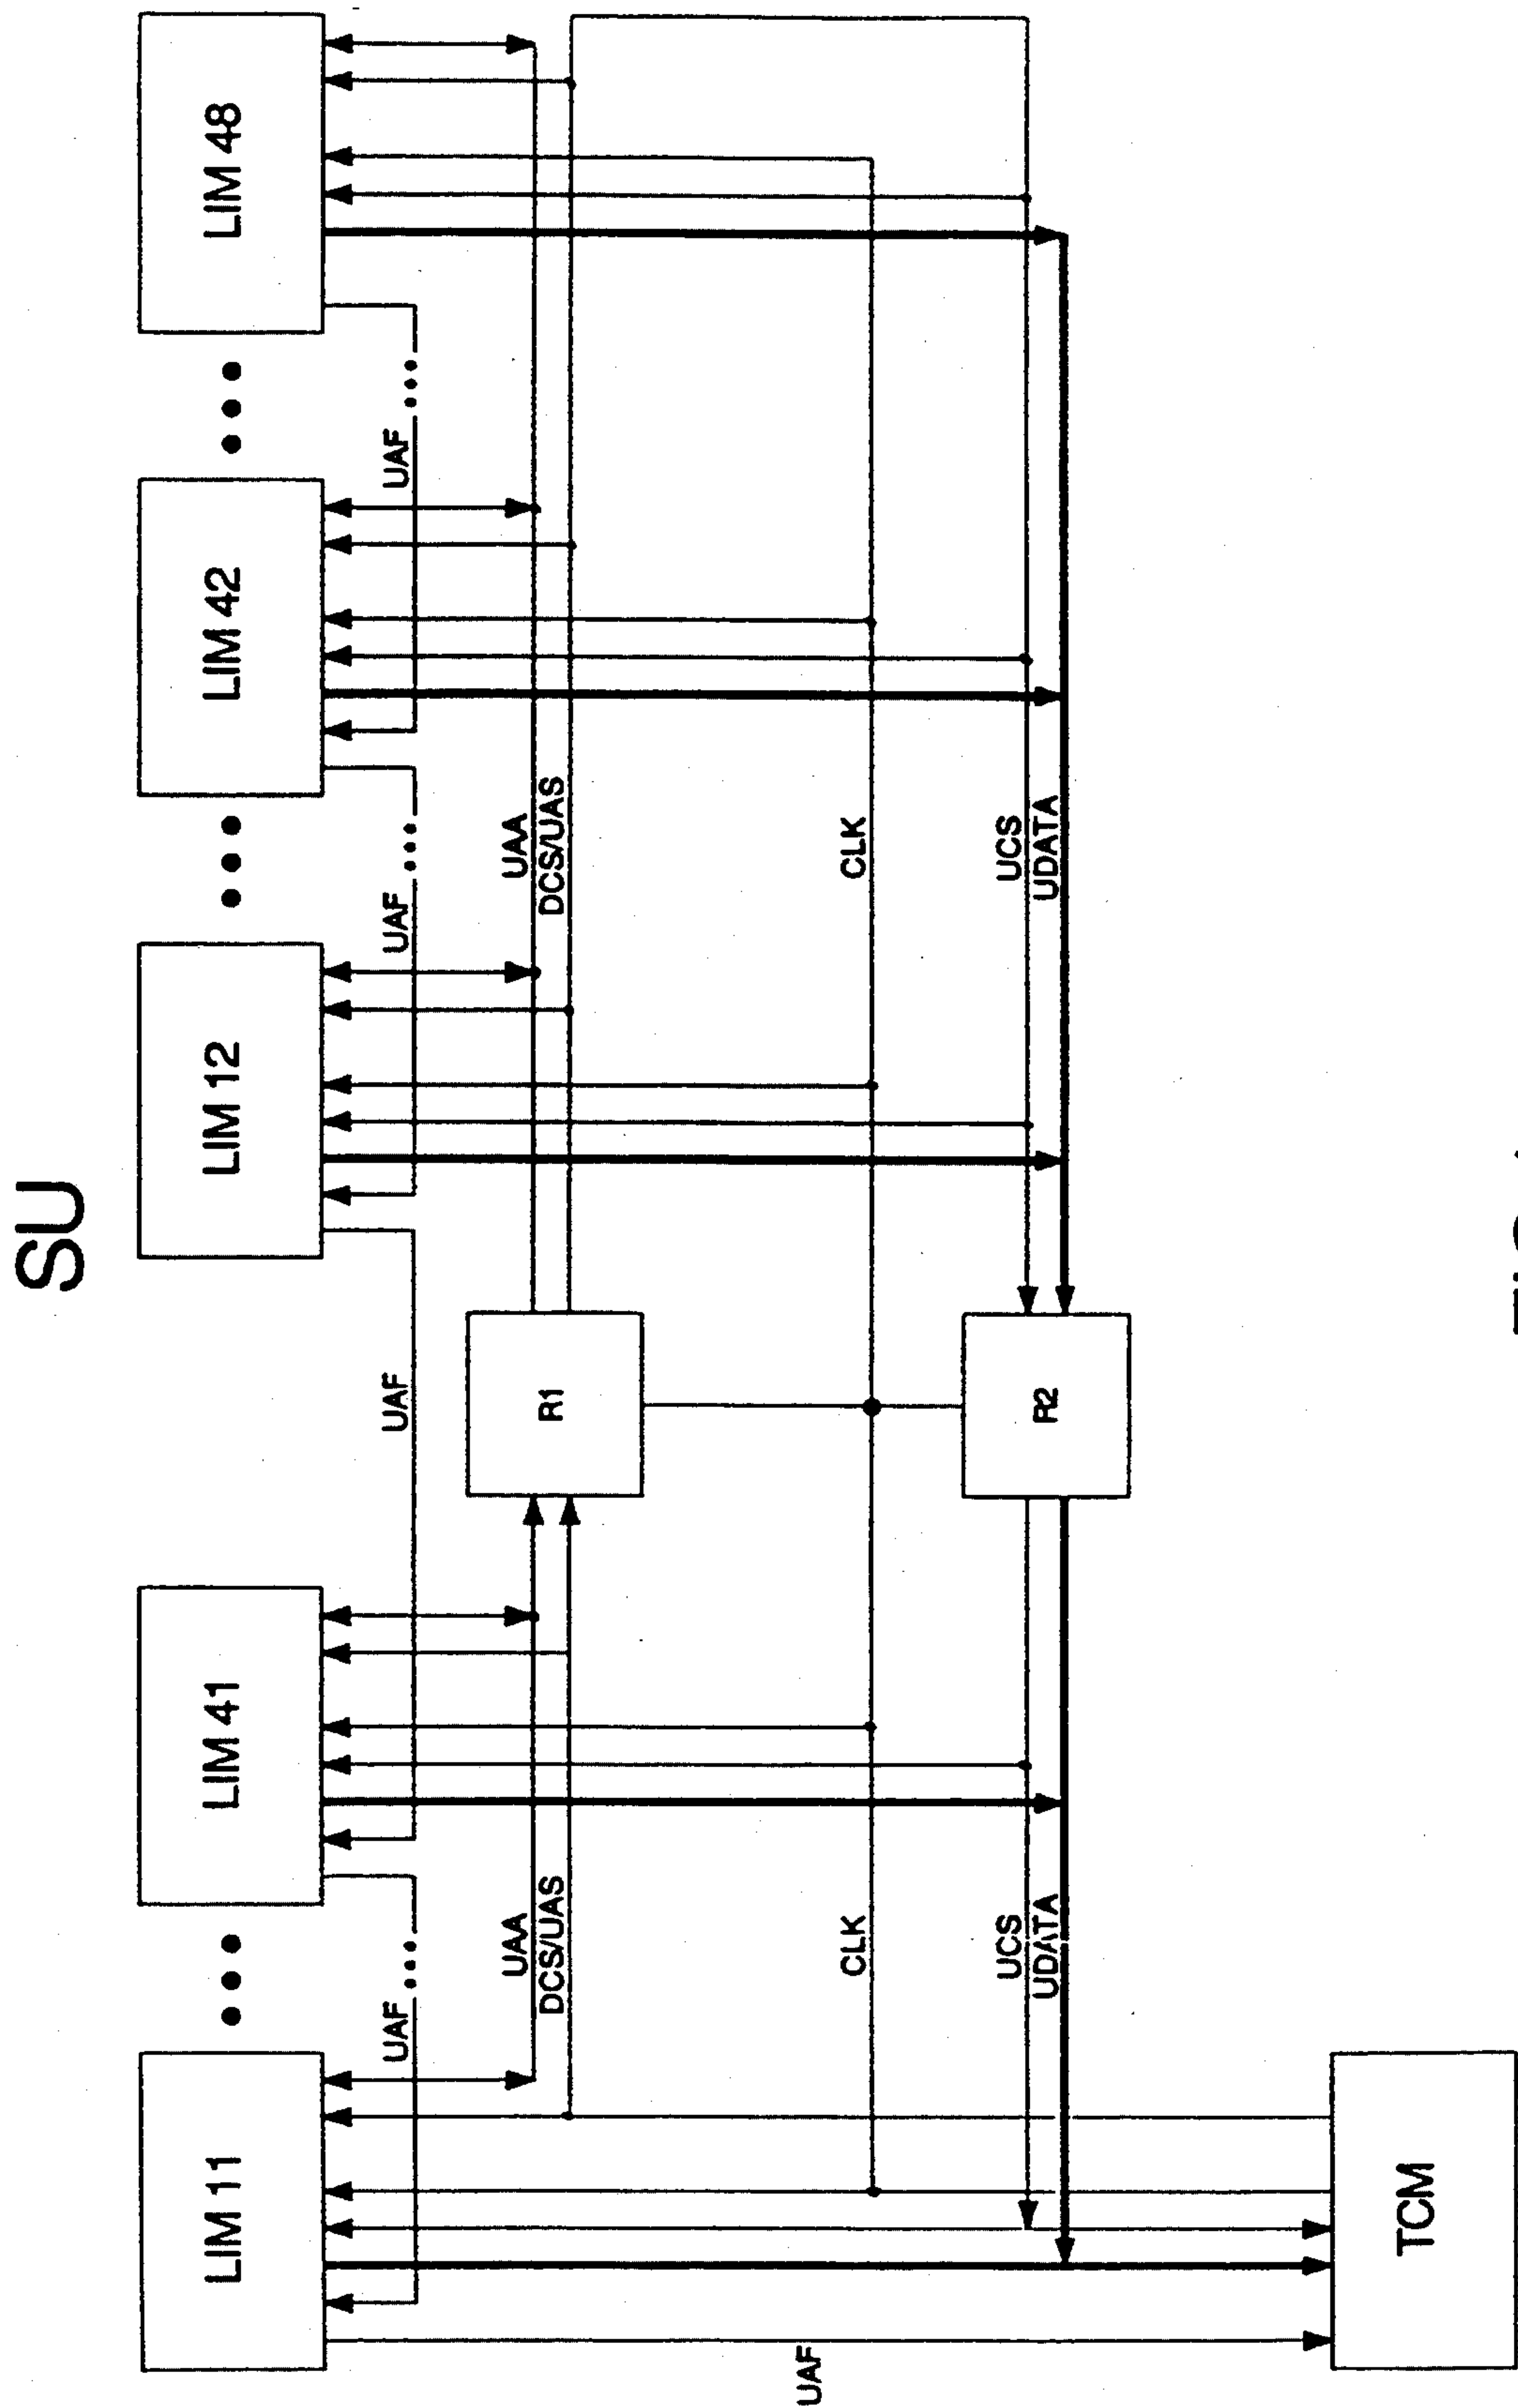 SU
LIM 11
LIM 41
LIM 12
LIM 42
LIM 48
UAF
UAF
UAF
UAF
UAA
UAA
DCS/UAS
R1
DCS/UAS
UAF
CLK
CLK
UCS
UCS
UDATA
R2
UDATA
TCM